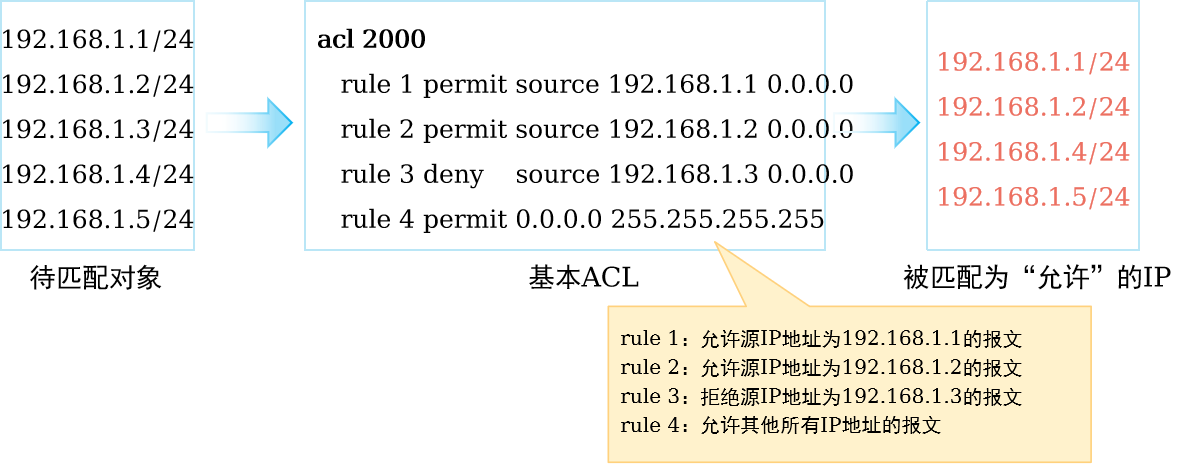 192.168.1.1/24
192.168.1.2/24
192.168.1.3/24
192.168.1.4/24
192.168.1.5/24
待匹配对象
acl 2000
rule 1 permit source 192.168.1.1 0.0.0.0
rule 2 permit source 192.168.1.2 0.0.0.0
rule 3 deny source 192.168.1.3 0.0.0.0
rule 4 permit 0.0.0.0 255.255.255.255
基本ACL
192.168.1.1/24
192.168.1.2/24
192.168.1.4/24
192.168.1.5/24
被匹配为“允许”的IP
rule 1：允许源IP地址为192.168.1.1的报文
rule 2：允许源IP地址为192.168.1.2的报文
rule 3：拒绝源IP地址为192.168.1.3的报文
rule 4：允许其他所有IP地址的报文